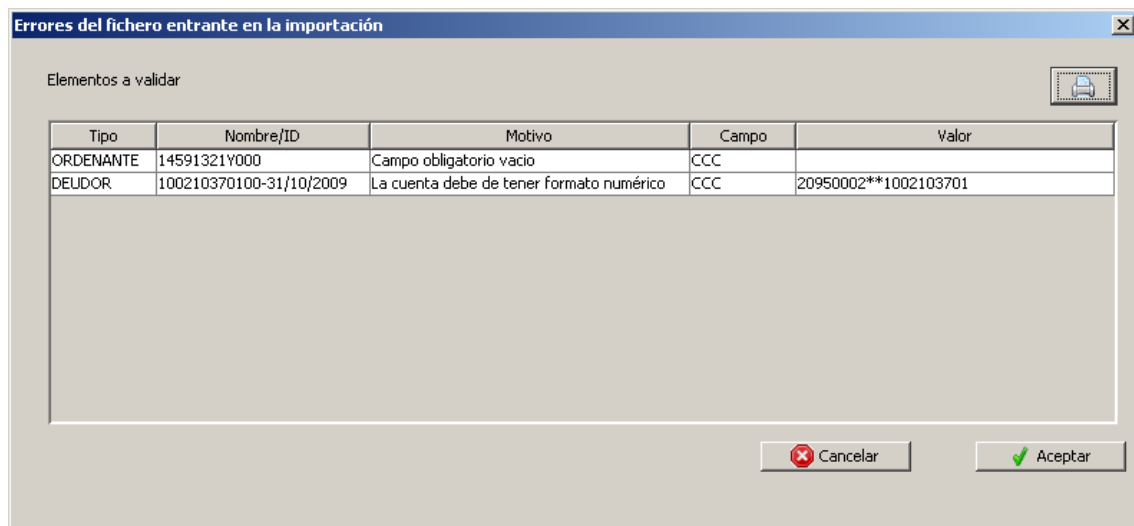 Errores del fichero entrante en la importación
Elementos a validar
Tipo Nombre/ID Motivo Campo Valor
ORDENANTE 14591321Y000 Campo obligatorio vacio CCC
DEUDOR 100210370100-31/10/2009 La cuenta debe de tener formato numérico CCC 20950002**1002103701
Cancelar Aceptar